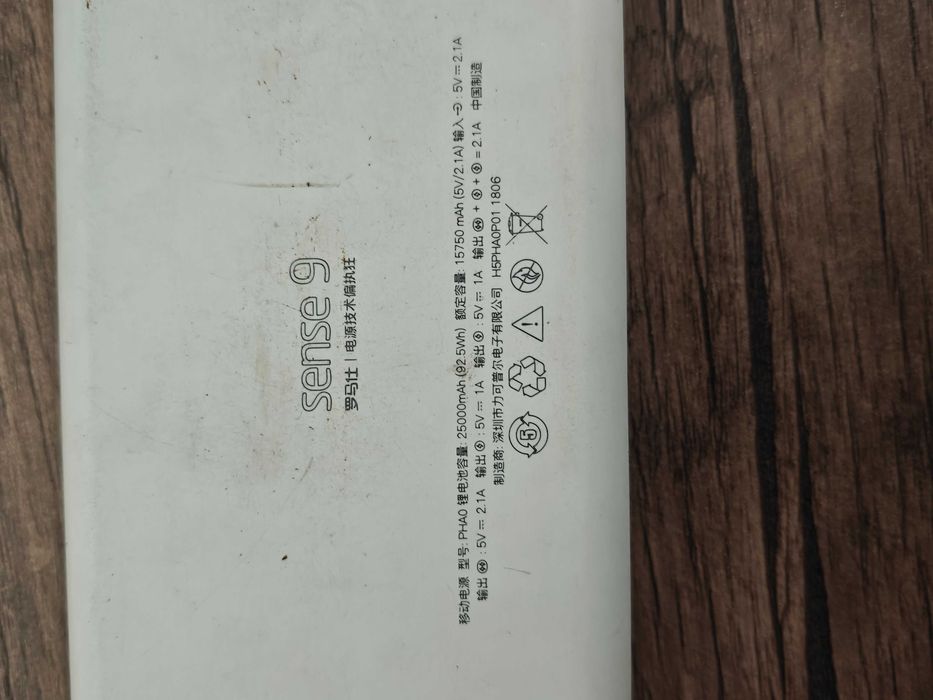 sense 9
罗马仕 | 电源技术偏执狂
移动电源 型号: PHA0 锂电池容量: 25000mAh (92.5Wh) 额定容量: 15750 mAh (5V/2.1A) 输入 : 5V ⎓ 2.1A
输出 : 5V ⎓ 2.1A 输出 : 5V ⎓ 1A 输出 : 5V ⎓ 1A 输出 + + = 2.1A 中国制造
制造商: 深圳市力可普尔电子有限公司 H5PHA0P01 1806
5